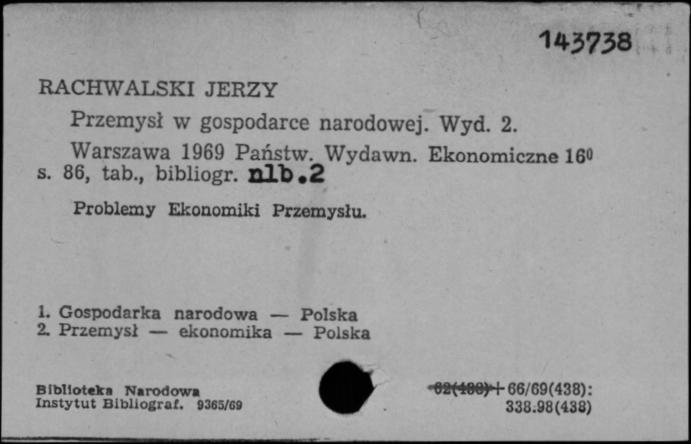 143738
RACHWALSKI JERZY
Przemysł w gospodarce narodowej. Wyd. 2.
Warszawa 1969 Państw. Wydawn. Ekonomiczne 16⁰
s. 86, tab., bibliogr. nlb.2
Problemy Ekonomiki Przemysłu.
1. Gospodarka narodowa — Polska
2. Przemysł — ekonomika — Polska
Biblioteka Narodowa
Instytut Bibliograf. 9365/69
62(438)+66/69(438):
338.98(438)